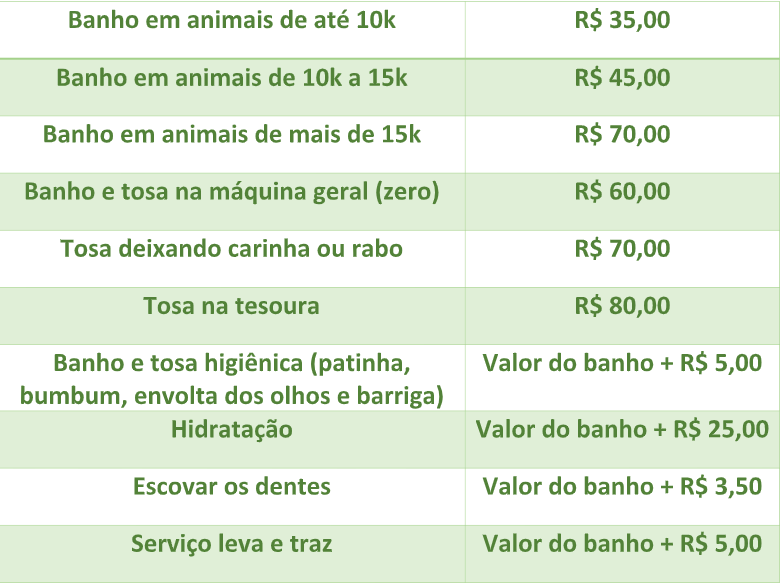 Banho em animais de até 10k R$ 35,00
Banho em animais de 10k a 15k R$ 45,00
Banho em animais de mais de 15k R$ 70,00
Banho e tosa na máquina geral (zero) R$ 60,00
Tosa deixando carinha ou rabo R$ 70,00
Tosa na tesoura R$ 80,00
Banho e tosa higiênica (patinha, Valor do banho + R$ 5,00
bumbum, envolta dos olhos e barriga)
Hidratação Valor do banho + R$ 25,00
Escovar os dentes Valor do banho + R$ 3,50
Serviço leva e traz Valor do banho + R$ 5,00